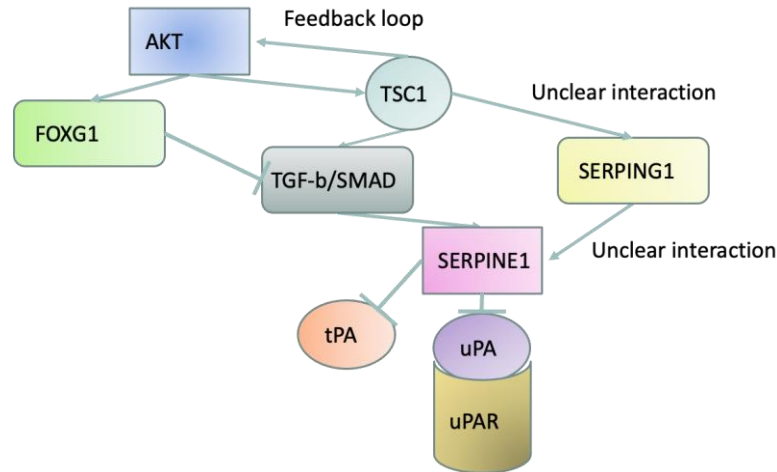 Feedback loop
AKT
TSC1
Unclear interaction
FOXG1
TGF-b/SMAD
SERPING1
Unclear interaction
SERPINE1
tPA
uPA
uPAR